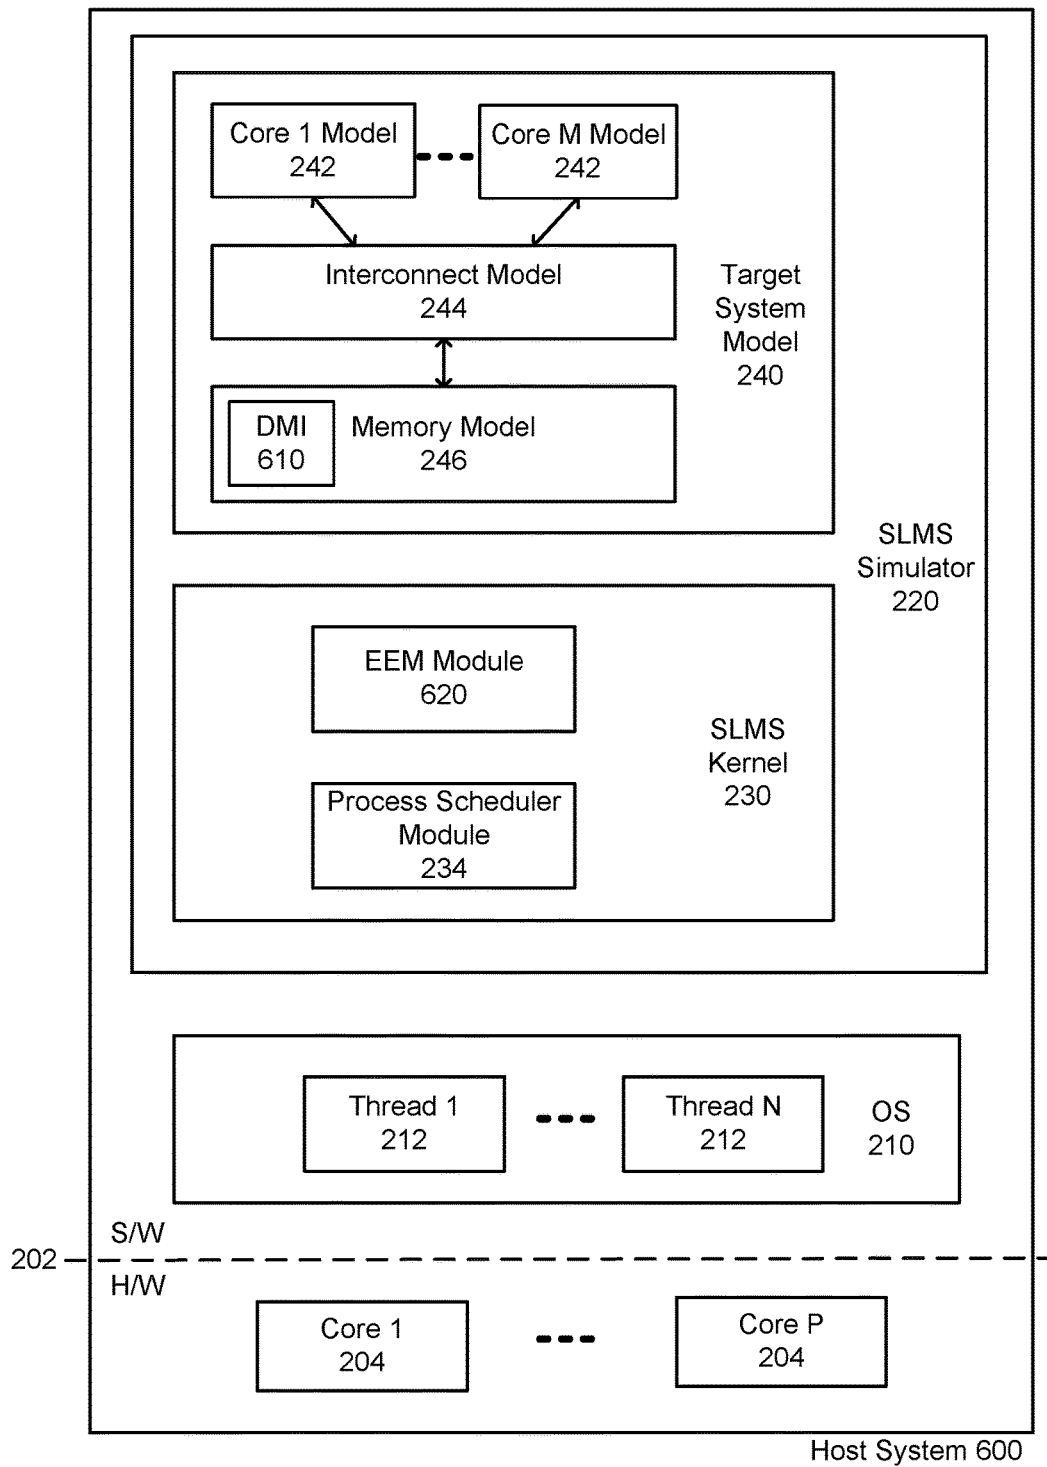 Core 1 Model
242
Core M Model
242
Interconnect Model
244
Target
System
Model
240
DMI
610
Memory Model
246
SLMS
Simulator
220
EEM Module
620
SLMS
Kernel
230
Process Scheduler
Module
234
Thread 1
212
Thread N
212
OS
210
S/W
202
H/W
Core 1
204
Core P
204
Host System 600